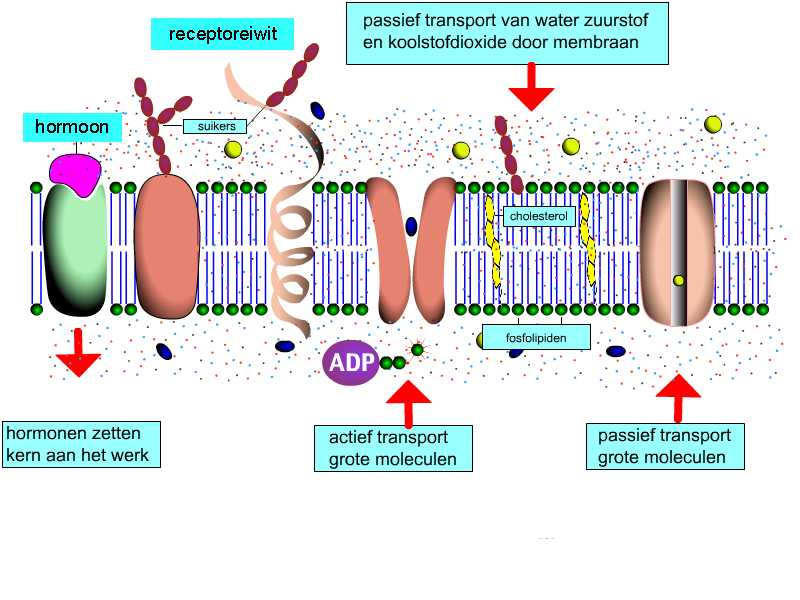 receptoreiwit
passief transport van water zuurstof
en koolstofdioxide door membraan
hormoon
suikers
cholesterol
fosfolipiden
ADP
hormonen zetten
kern aan het werk
actief transport
grote moleculen
passief transport
grote moleculen